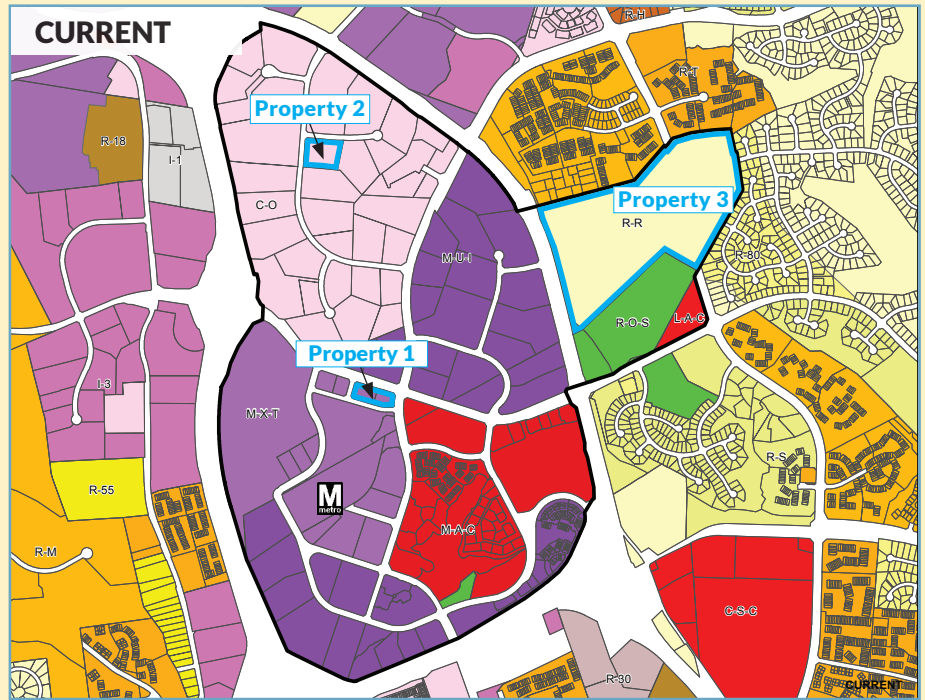 CURRENT
R-H
R-T
Property 2
R-18
I-1
C-O
Property 3
R-R
M-U-I
R-80
R-O-S
L-A-C
Property 1
I-3
M-X-T
R-S
R-55
M
metro
M-A-C
R-M
C-S-C
R-30
CURRENT